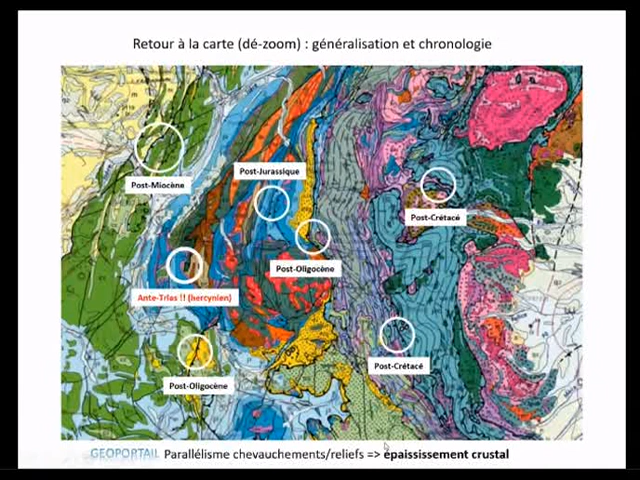 Retour à la carte (dé-zoom) : généralisation et chronologie
Post-Miocène
Post-Jurassique
Post-Crétacé
Post-Oligocène
Ante-Trias !! (hercynien)
Post-Crétacé
Post-Oligocène
GEOPORTAIL Parallélisme chevauchements/reliefs => épaississement crustal